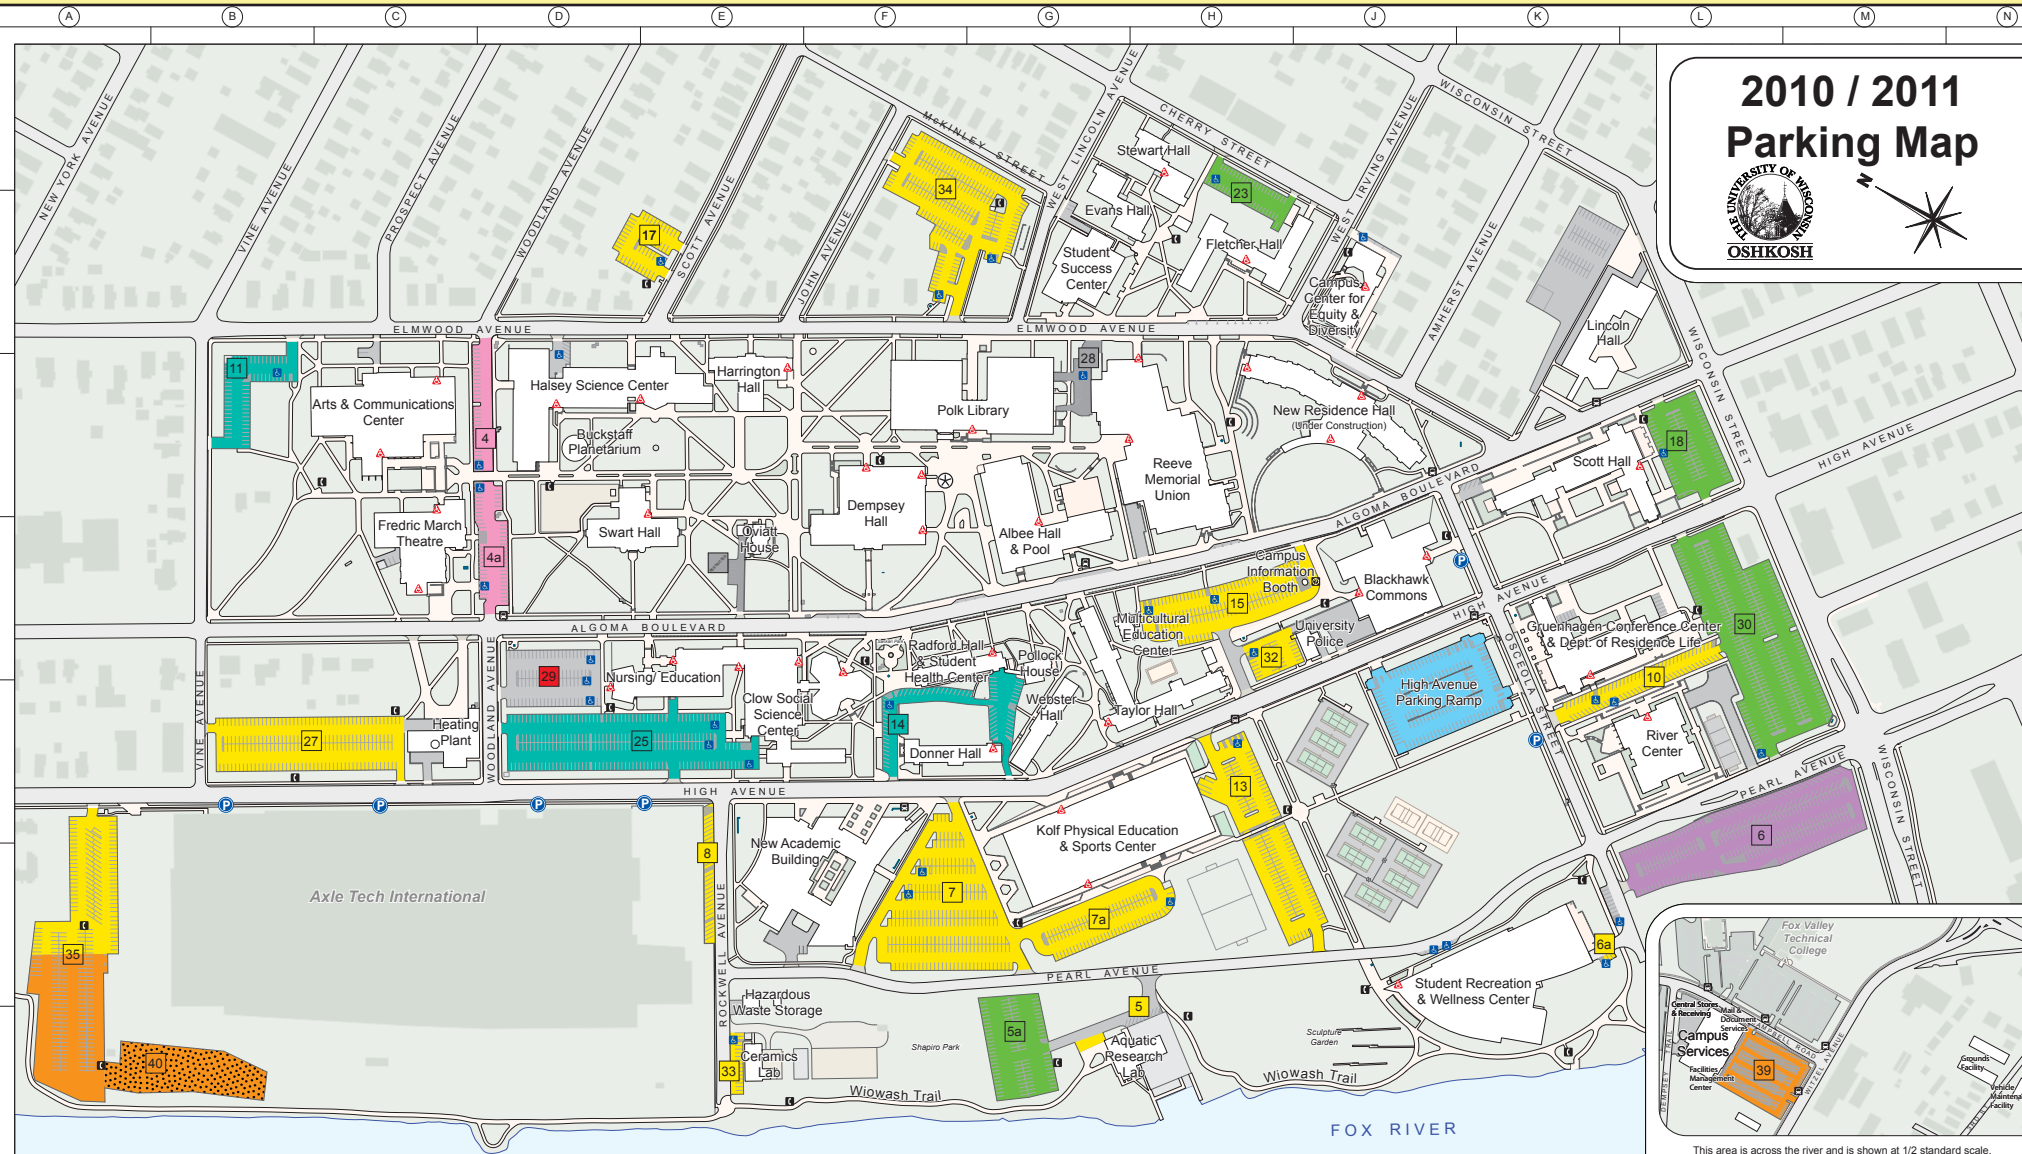 A B C D E F G H J K L M N
2010 / 2011
Parking Map
N
THE UNIVERSITY OF WISCONSIN
OSHKOSH
NEW YORK AVENUE
VINE AVENUE
PROSPECT AVENUE
WOODLAND AVENUE
SCOTT AVENUE
JOHN AVENUE
McKINLEY STREET
WEST LINCOLN AVENUE
CHERRY STREET
WEST IRVING AVENUE
WISCONSIN STREET
AMHERST AVENUE
17
34
23
Stewart Hall
Evans Hall
Fletcher Hall
Student
Success
Center
Campus
Center for
Equity &
Diversity
Lincoln
Hall
ELMWOOD AVENUE
ELMWOOD AVENUE
WISCONSIN STREET
HIGH AVENUE
11
Arts & Communications
Center
4
Halsey Science Center
Harrington
Hall
Buckstaff
Planetarium
Polk Library
28
Reeve
Memorial
Union
New Residence Hall
(Under Construction)
Scott Hall
18
ALGOMA BOULEVARD
Fredric March
Theatre
4a
Swart Hall
Oviatt
House
Dempsey
Hall
Albee Hall
& Pool
Campus
Information
Booth
15
Blackhawk
Commons
HIGH AVENUE
Gruenhagen Conference Center
& Dept. of Residence Life
30
ALGOMA BOULEVARD
Multicultural
Education
Center
University
Police
32
VINE AVENUE
WOODLAND AVENUE
29
Nursing/ Education
Radford Hall
& Student
Health Center
Pollock
House
Webster
Hall
Taylor Hall
High Avenue
Parking Ramp
OSCEOLA STREET
10
River
Center
27
Heating
Plant
25
Clow Social
Science
Center
14
Donner Hall
HIGH AVENUE
P P P P P P
13
PEARL AVENUE
WISCONSIN STREET
6
8
New Academic
Building
Kolf Physical Education
& Sports Center
Axle Tech International
7
7a
35
ROCKWELL AVENUE
PEARL AVENUE
6a
Student Recreation
& Wellness Center
Hazardous
Waste Storage
5a
5
Sculpture
Garden
Shapiro Park
Aquatic
Research
Lab
40
33
Ceramics
Lab
Wiowash Trail
Wiowash Trail
FOX RIVER
Fox Valley
Technical
College
Central Stores
& Receiving
Mail &
Document
Services
CAMPBELL ROAD
Campus
Services
Facilities
Management
Center
39
DEMPSEY TRAIL
WITZEL AVENUE
Grounds
Facility
Facility
This area is across the river and is shown at 1/2 standard scale.